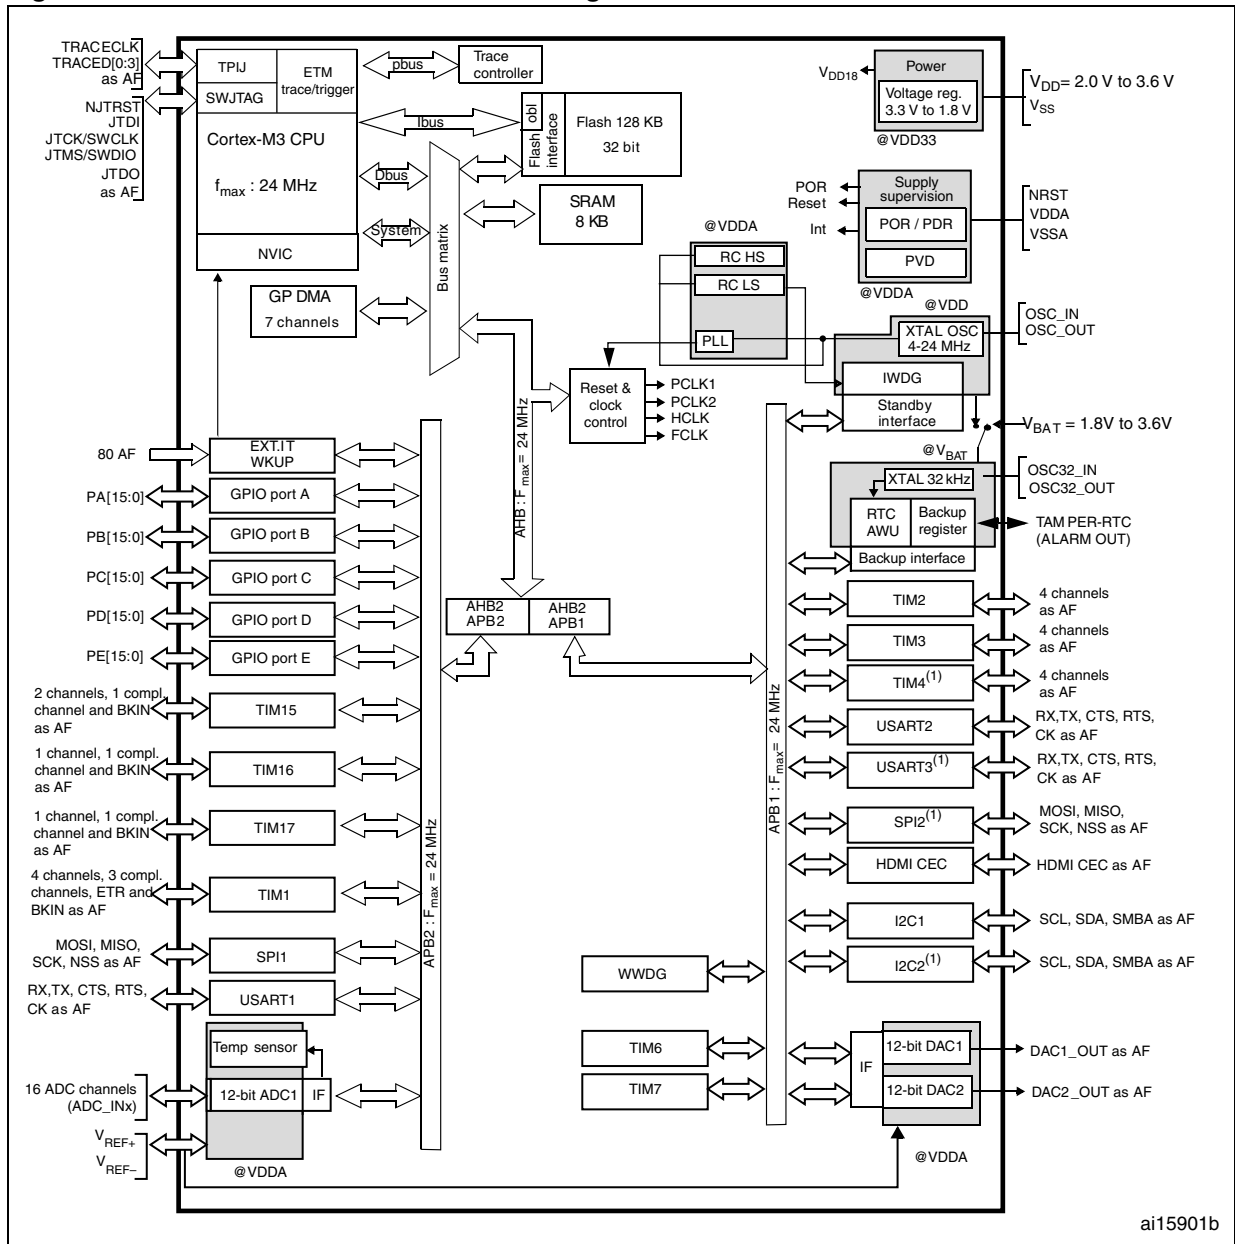 TRACECLK
TRACED[0:3]
as AF
NJTRST
JTDI
JTCK/SWCLK
JTMS/SWDIO
JTDO
as AF
TPIJ
ETM
trace/trigger
SWJTAG
Cortex-M3 CPU
fmax : 24 MHz
NVIC
GP DMA
7 channels
pbus
Trace
controller
Ibus
Dbus
System
Bus matrix
Flash obl
interface
Flash 128 KB
32 bit
SRAM
8 KB
VDD18
Power
Voltage reg.
3.3 V to 1.8 V
@VDD33
VDD= 2.0 V to 3.6 V
VSS
POR
Reset
Int
Supply
supervision
POR / PDR
PVD
@VDDA
NRST
VDDA
VSSA
@VDDA
RC HS
RC LS
PLL
@VDD
XTAL OSC
4-24 MHz
OSC_IN
OSC_OUT
IWDG
Standby
interface
Reset &
clock
control
PCLK1
PCLK2
HCLK
FCLK
VBAT = 1.8V to 3.6V
@VBAT
XTAL 32 kHz
OSC32_IN
OSC32_OUT
RTC
AWU
Backup
register
Backup interface
TAM PER-RTC
(ALARM OUT)
AHB : Fmax= 24 MHz
AHB2
APB2
AHB2
APB1
80 AF
EXT.IT
WKUP
PA[15:0]
GPIO port A
PB[15:0]
GPIO port B
PC[15:0]
GPIO port C
PD[15:0]
GPIO port D
PE[15:0]
GPIO port E
2 channels, 1 compl.
channel and BKIN
as AF
TIM15
1 channel, 1 compl.
channel and BKIN
as AF
TIM16
1 channel, 1 compl.
channel and BKIN
as AF
TIM17
4 channels, 3 compl.
channels, ETR and
BKIN as AF
TIM1
MOSI, MISO,
SCK, NSS as AF
SPI1
RX,TX, CTS, RTS,
CK as AF
USART1
Temp sensor
16 ADC channels
(ADC_INx)
12-bit ADC1
IF
VREF+
VREF–
@VDDA
APB2 : Fmax = 24 MHz
APB1 : Fmax= 24 MHz
TIM2
4 channels
as AF
TIM3
4 channels
as AF
TIM4(1)
4 channels
as AF
USART2
RX,TX, CTS, RTS,
CK as AF
USART3(1)
RX,TX, CTS, RTS,
CK as AF
SPI2(1)
MOSI, MISO,
SCK, NSS as AF
HDMI CEC
HDMI CEC as AF
I2C1
SCL, SDA, SMBA as AF
I2C2(1)
SCL, SDA, SMBA as AF
WWDG
TIM6
TIM7
IF
12-bit DAC1
DAC1_OUT as AF
12-bit DAC2
DAC2_OUT as AF
@VDDA
ai15901b